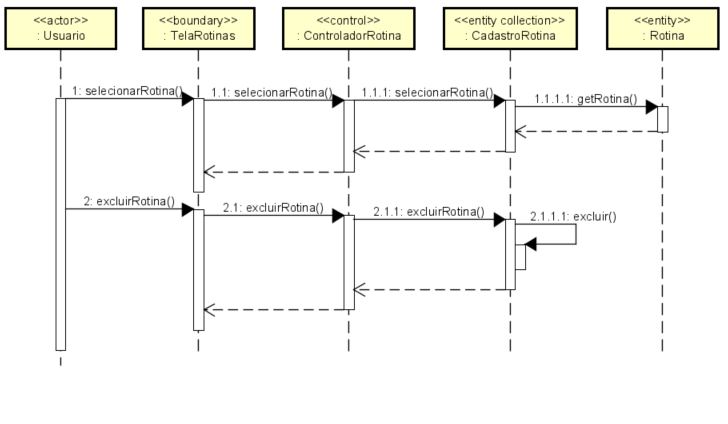 <<actor>>
: Usuario
<<boundary>>
: TelaRotinas
<<control>>
: ControladorRotina
<<entity collection>>
: CadastroRotina
<<entity>>
: Rotina
1: selecionarRotina()
1.1: selecionarRotina()
1.1.1: selecionarRotina()
1.1.1.1: getRotina()
2: excluirRotina()
2.1: excluirRotina()
2.1.1: excluirRotina()
2.1.1.1: excluir()